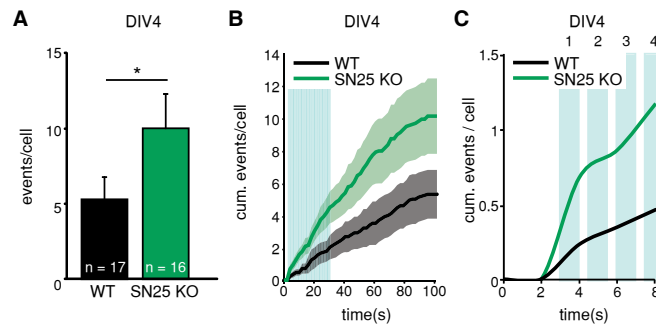 A
DIV4
events/cell
15
10
5
0
*
n = 17
n = 16
WT
SN25 KO
B
DIV4
cum. events/cell
14
12
10
8
6
4
2
0
WT
SN25 KO
0 20 40 60 80 100
time(s)
C
DIV4
1 2 3 4
cum. events / cell
1.5
1
0.5
0
WT
SN25 KO
0 2 4 6 8
time(s)